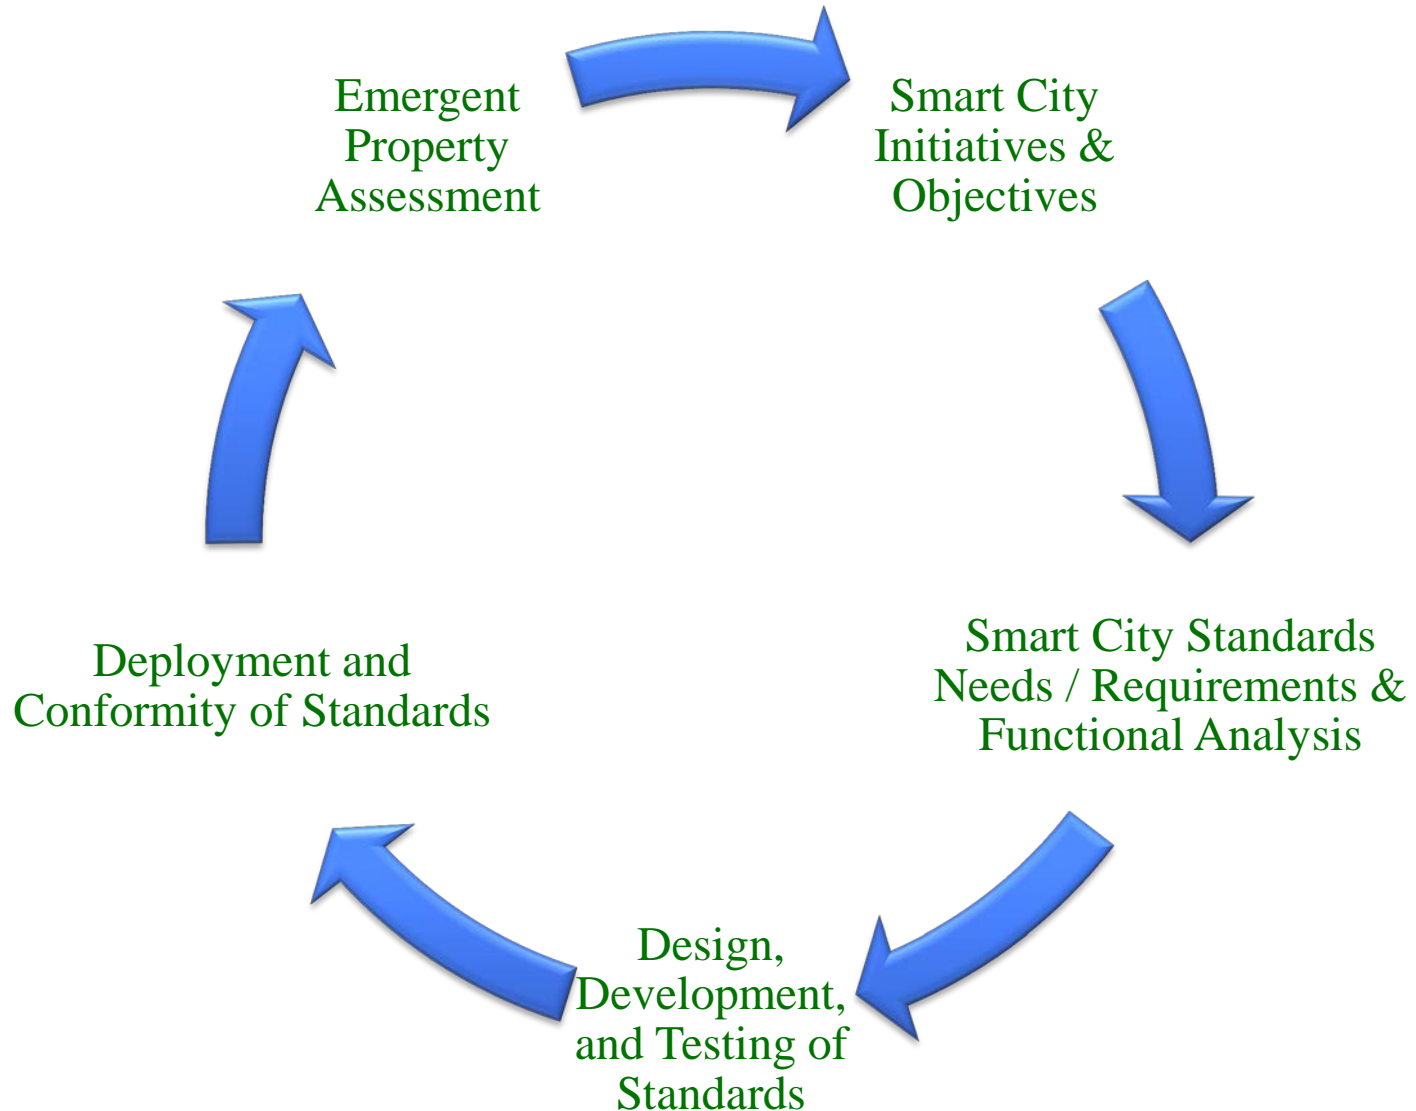 Emergent
Property
Assessment
Smart City
Initiatives &
Objectives
Smart City Standards
Needs / Requirements &
Functional Analysis
Design,
Development,
and Testing of
Standards
Deployment and
Conformity of Standards